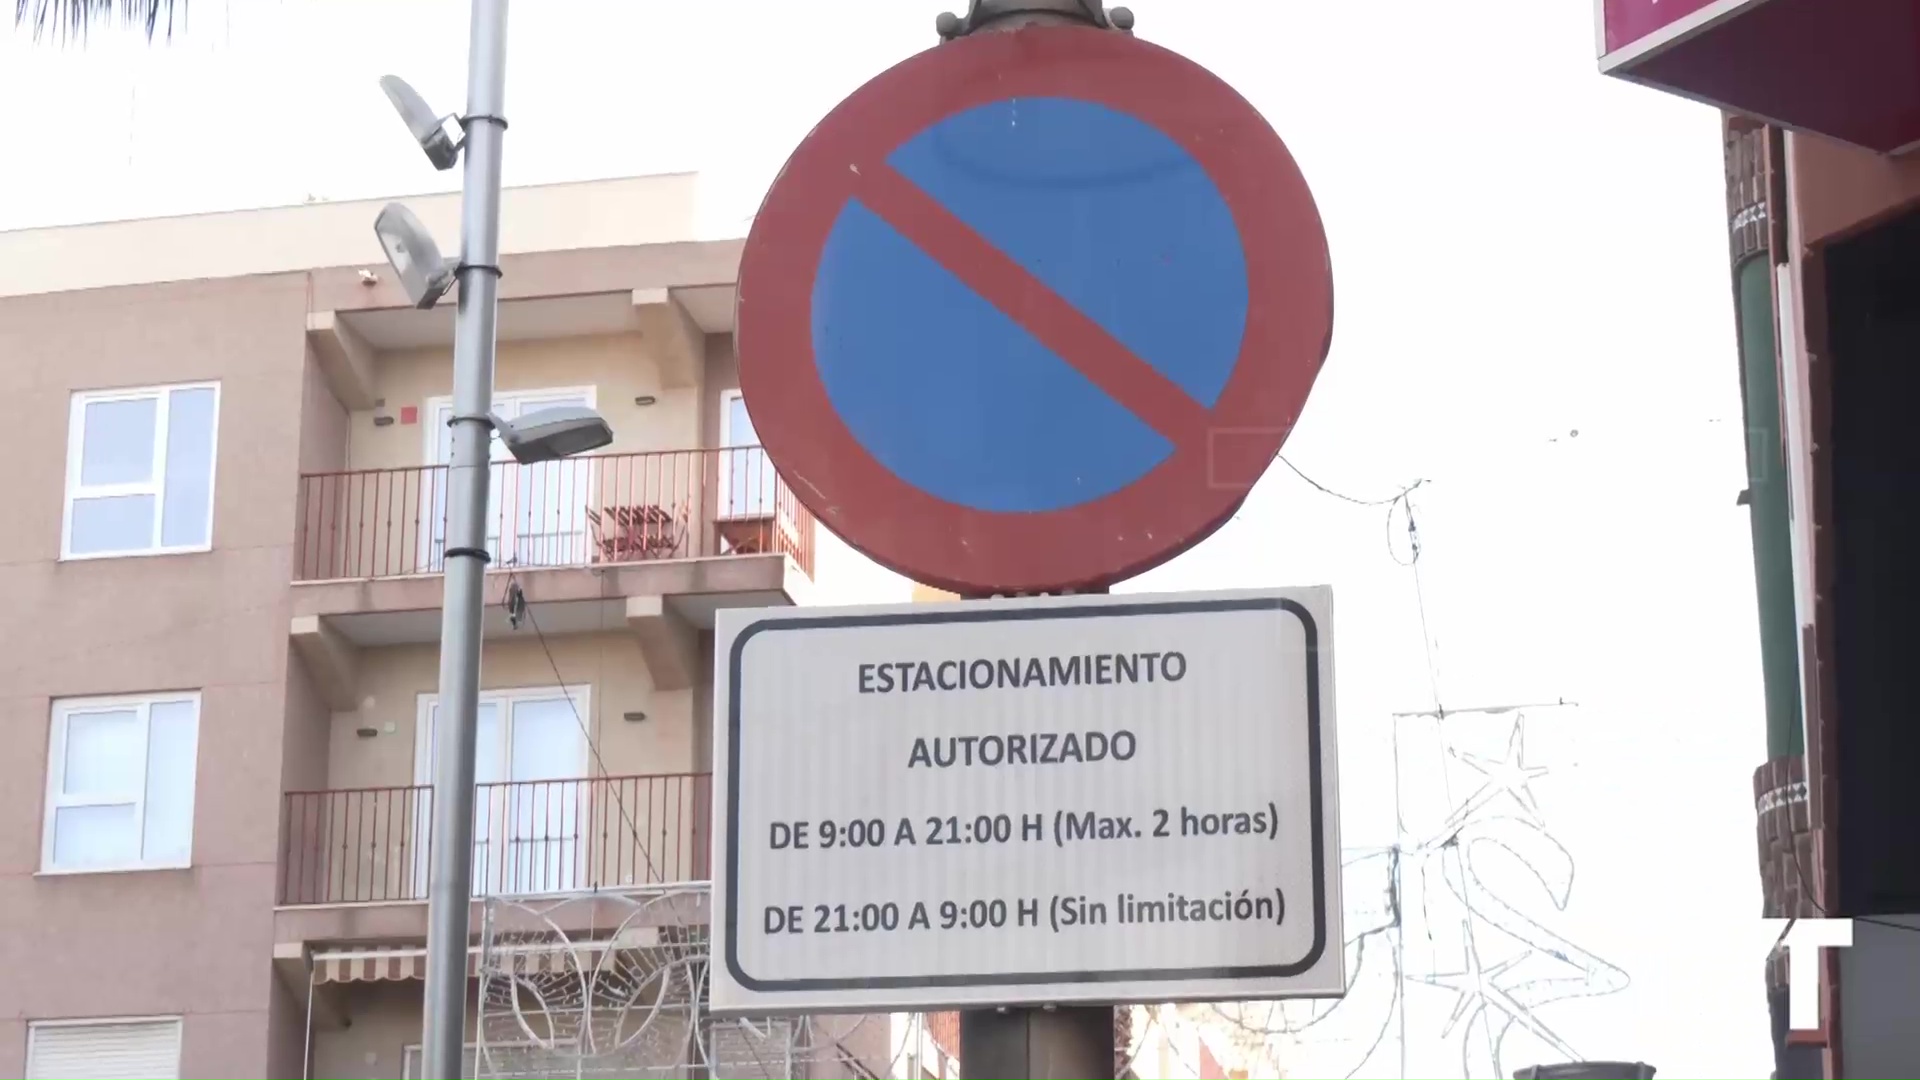 ESTACIONAMIENTO
AUTORIZADO
DE 9:00 A 21:00 H (Max. 2 horas)
DE 21:00 A 9:00 H (Sin limitación)
T